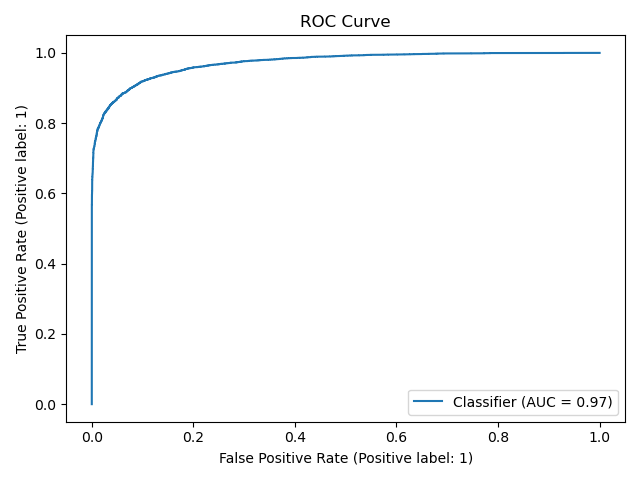 ROC Curve
1.0
0.8
0.6
0.4
0.2
0.0
True Positive Rate (Positive label: 1)
Classifier (AUC = 0.97)
0.0 0.2 0.4 0.6 0.8 1.0
False Positive Rate (Positive label: 1)